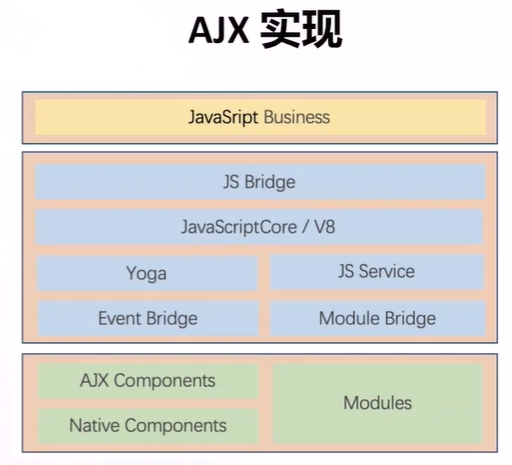 AJX 实现
JavaSript Business
JS Bridge
JavaScriptCore / V8
Yoga
JS Service
Event Bridge
Module Bridge
AJX Components
Modules
Native Components